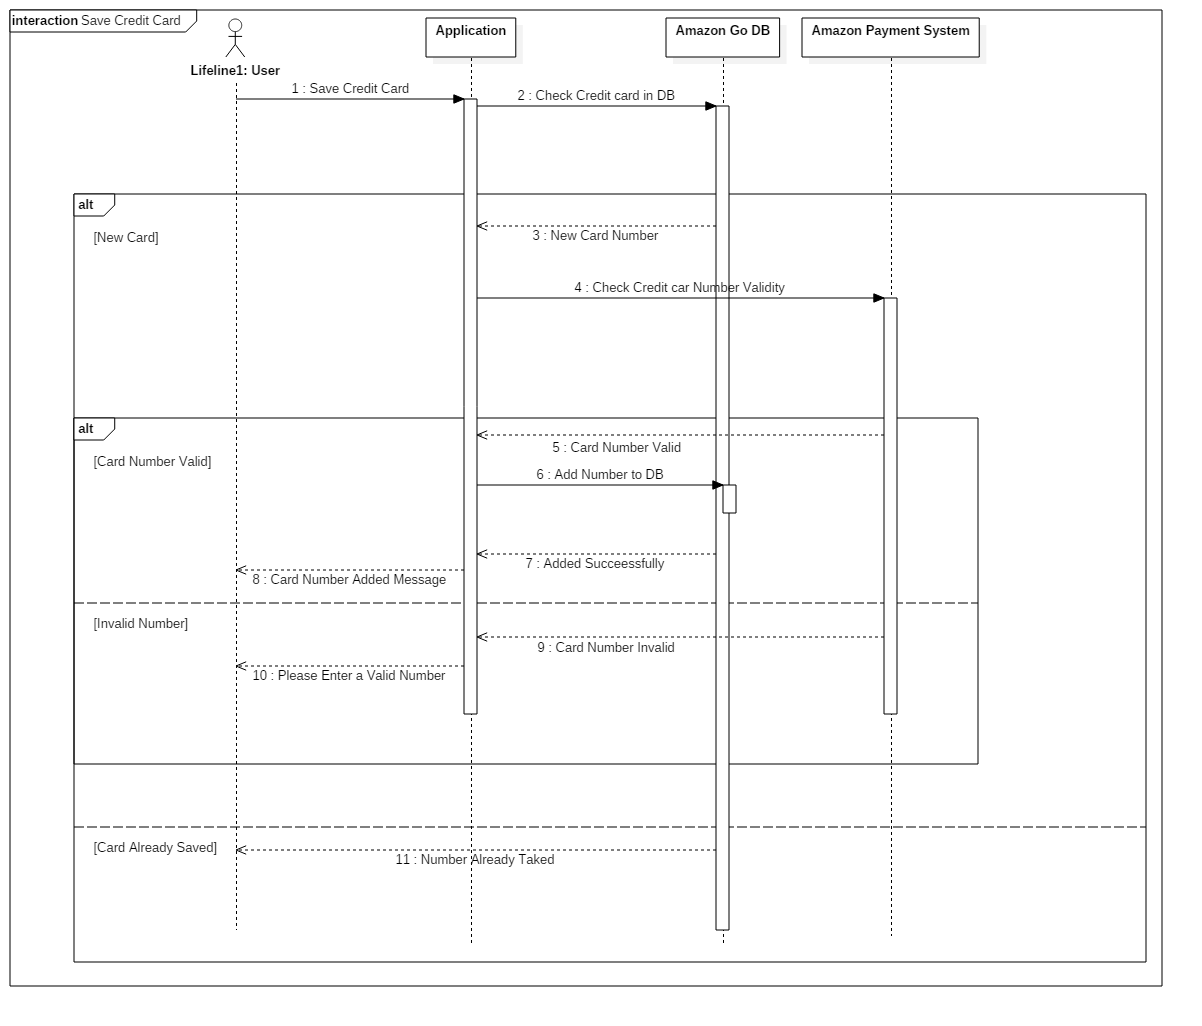 interaction Save Credit Card
Lifeline1: User
Application
Amazon Go DB
Amazon Payment System
1 : Save Credit Card
2 : Check Credit card in DB
alt
[New Card]
3 : New Card Number
4 : Check Credit car Number Validity
alt
[Card Number Valid]
5 : Card Number Valid
6 : Add Number to DB
7 : Added Succeessfully
8 : Card Number Added Message
[Invalid Number]
9 : Card Number Invalid
10 : Please Enter a Valid Number
[Card Already Saved]
11 : Number Already Taked